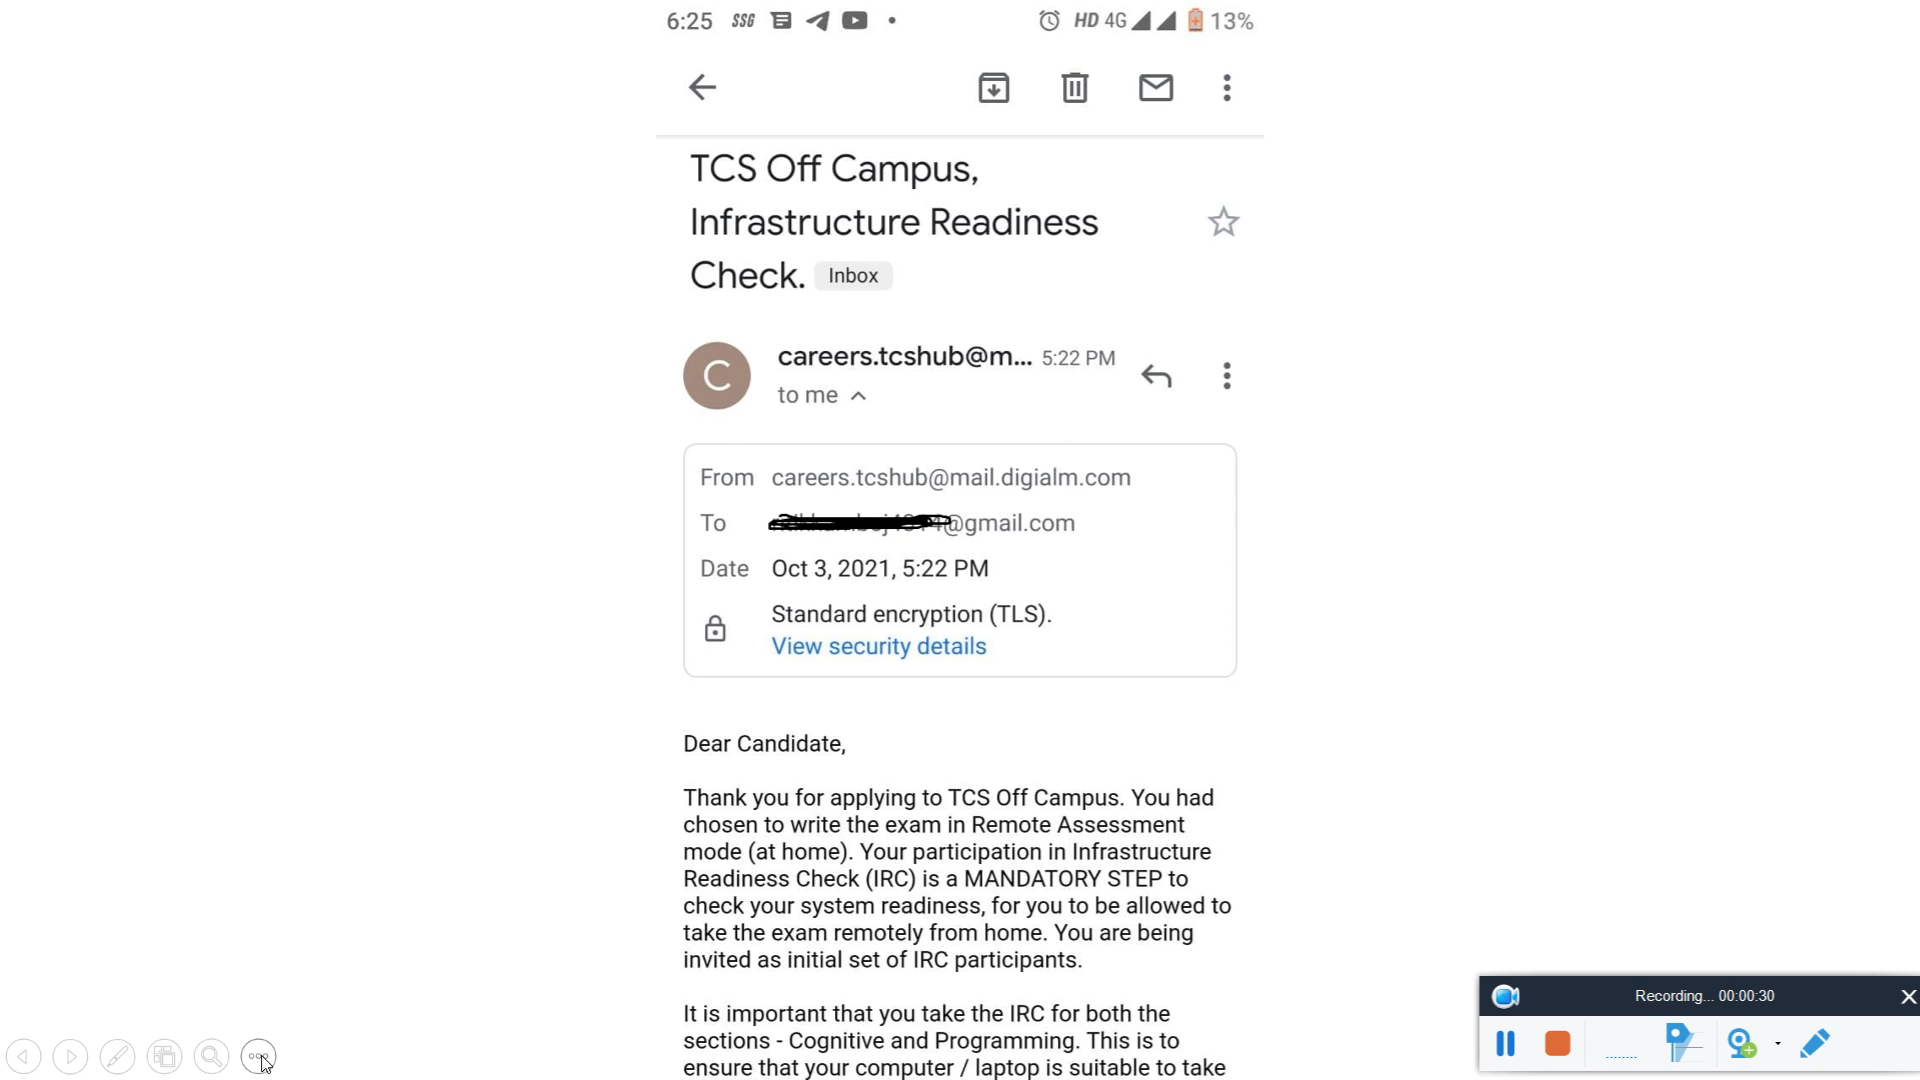 6:25 SSG HD 4G 13%
TCS Off Campus,
Infrastructure Readiness
Check. Inbox
C
careers.tcshub@m... 5:22 PM
to me
From careers.tcshub@mail.digialm.com
To @gmail.com
Date Oct 3, 2021, 5:22 PM
Standard encryption (TLS).
View security details
Dear Candidate,
Thank you for applying to TCS Off Campus. You had
chosen to write the exam in Remote Assessment
mode (at home). Your participation in Infrastructure
Readiness Check (IRC) is a MANDATORY STEP to
check your system readiness, for you to be allowed to
take the exam remotely from home. You are being
invited as initial set of IRC participants.
It is important that you take the IRC for both the
sections - Cognitive and Programming. This is to
ensure that your computer / laptop is suitable to take
Recording... 00:00:30